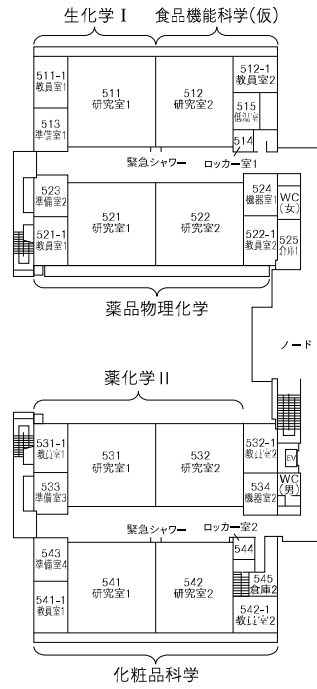 生化学Ⅰ
食品機能科学(仮)
511-1
教員室1
511
研究室1
512
研究室2
512-1
教員室2
513
準備室1
515
514
緊急シャワー
ロッカー室1
523
準備室2
524
機器室1
WC
(女)
521-1
教員室1
521
研究室1
522
研究室2
522-1
教員室2
525
倉庫1
薬品物理化学
ノード
薬化学Ⅱ
531-1
教員室1
531
研究室1
532
研究室2
532-1
教員室2
EV
533
準備室3
534
機器室2
WC
(男)
緊急シャワー
ロッカー室2
543
準備室4
544
541-1
教員室1
541
研究室1
542
研究室2
545
倉庫2
542-1
教員室2
化粧品科学